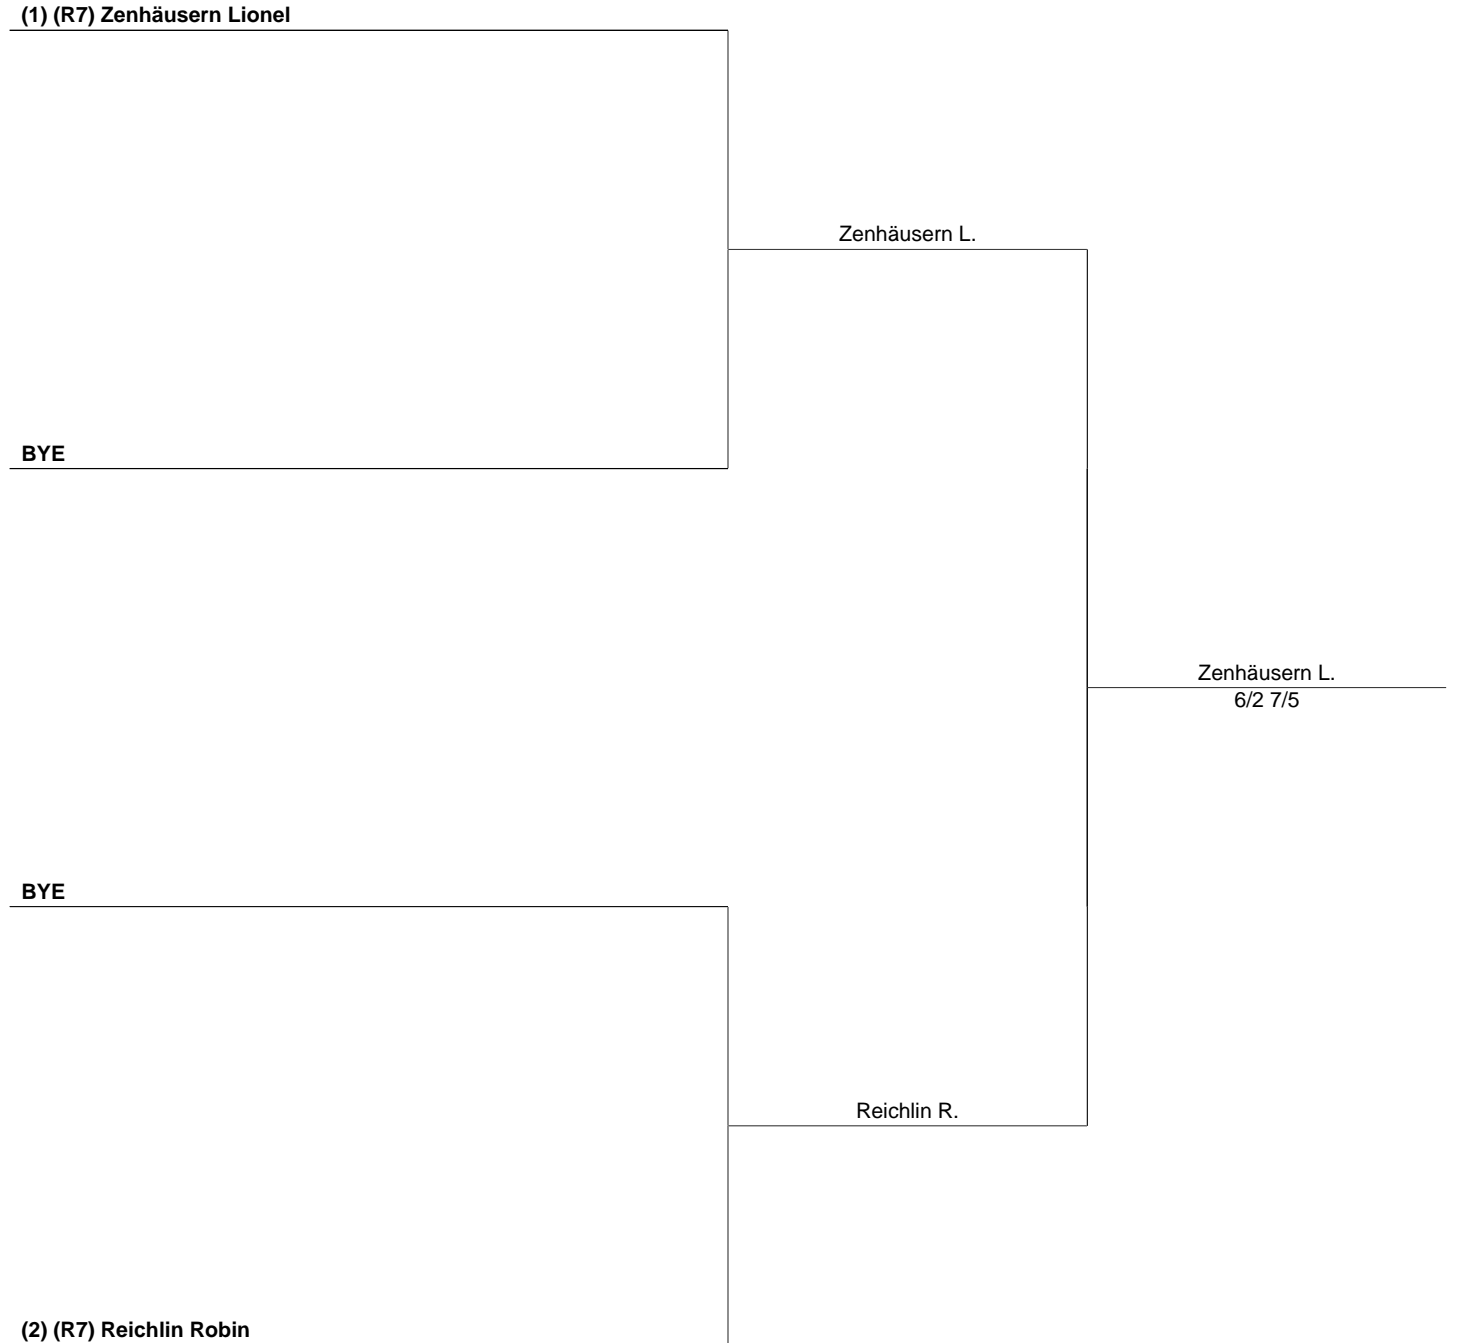 (1) (R7) Zenhäusern Lionel
Zenhäusern L.
BYE
Zenhäusern L.
6/2 7/5
BYE
Reichlin R.
(2) (R7) Reichlin Robin